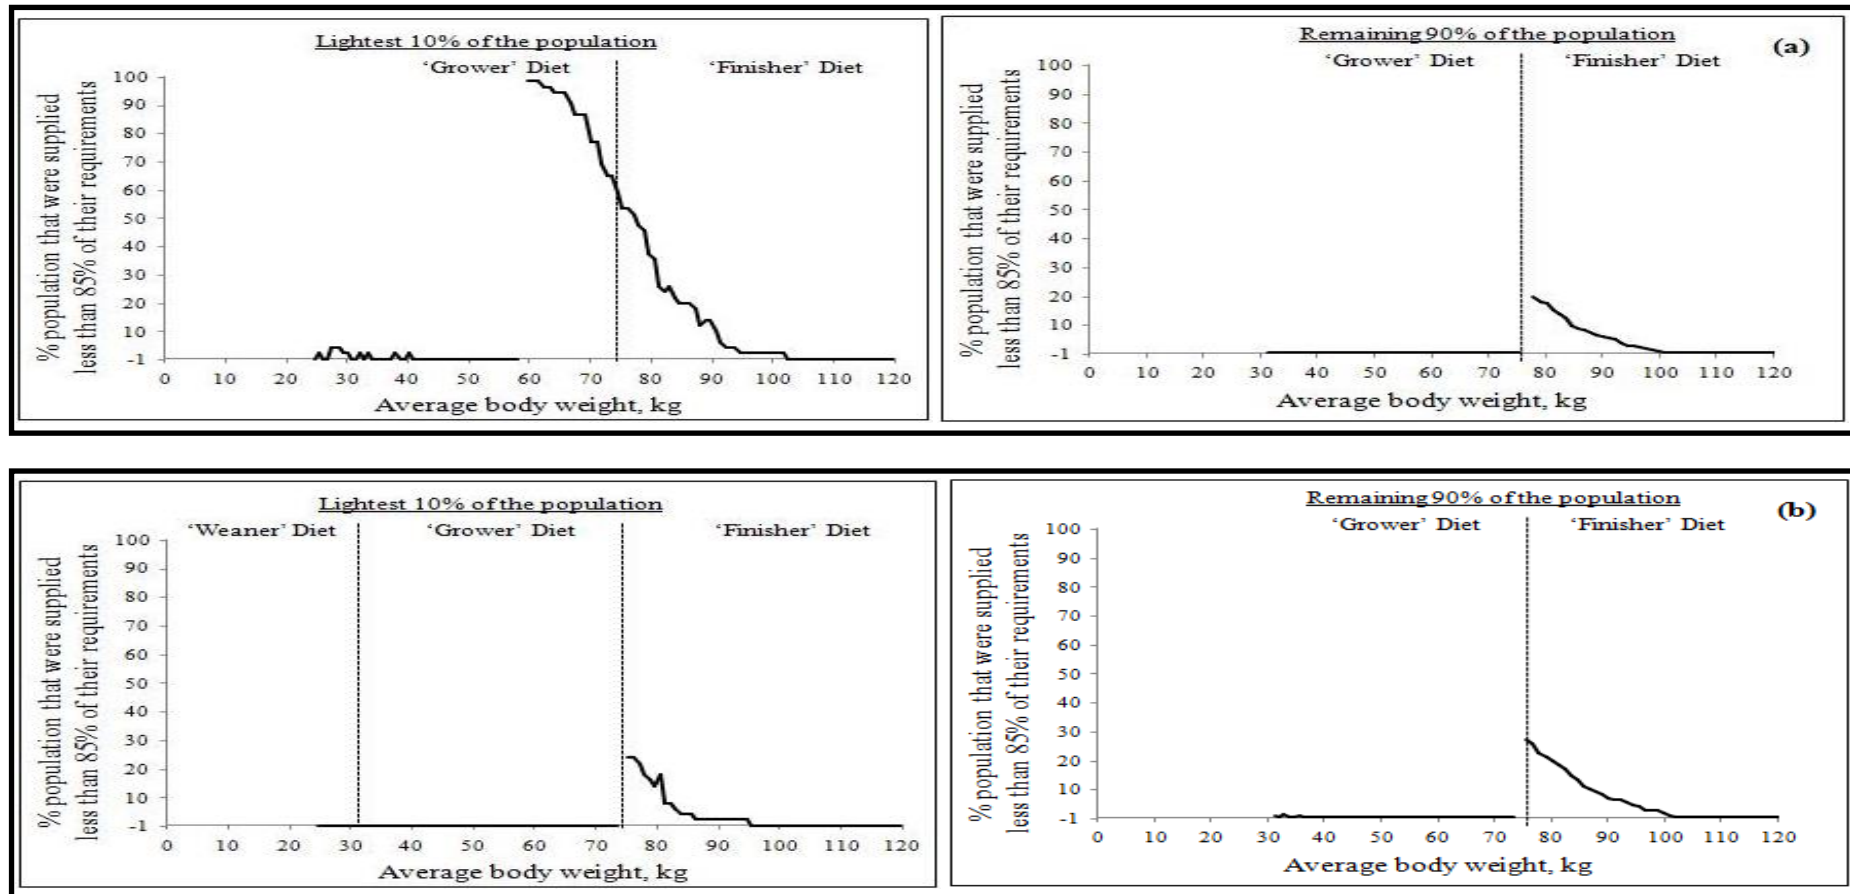 Lightest 10% of the population
'Grower' Diet
'Finisher' Diet
% population that were supplied
less than 85% of their requirements
100
90
80
70
60
50
40
30
20
10
-1
0 10 20 30 40 50 60 70 80 90 100 110 120
Average body weight, kg
Remaining 90% of the population
(a)
'Grower' Diet
'Finisher' Diet
% population that were supplied
less than 85% of their requirements
100
90
80
70
60
50
40
30
20
10
-1
0 10 20 30 40 50 60 70 80 90 100 110 120
Average body weight, kg
Lightest 10% of the population
'Weaner' Diet
'Grower' Diet
'Finisher' Diet
% population that were supplied
less than 85% of their requirements
100
90
80
70
60
50
40
30
20
10
-1
0 10 20 30 40 50 60 70 80 90 100 110 120
Average body weight, kg
Remaining 90% of the population
(b)
'Grower' Diet
'Finisher' Diet
% population that were supplied
less than 85% of their requirements
100
90
80
70
60
50
40
30
20
10
-1
0 10 20 30 40 50 60 70 80 90 100 110 120
Average body weight, kg